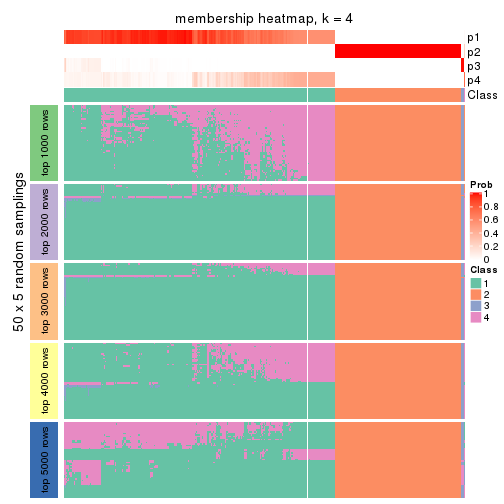 membership heatmap, k = 4
p1
p2
p3
p4
Class
50 x 5 random samplings
top 1000 rows
top 2000 rows
top 3000 rows
top 4000 rows
top 5000 rows
Prob
1
0.8
0.6
0.4
0.2
0
Class
1
2
3
4